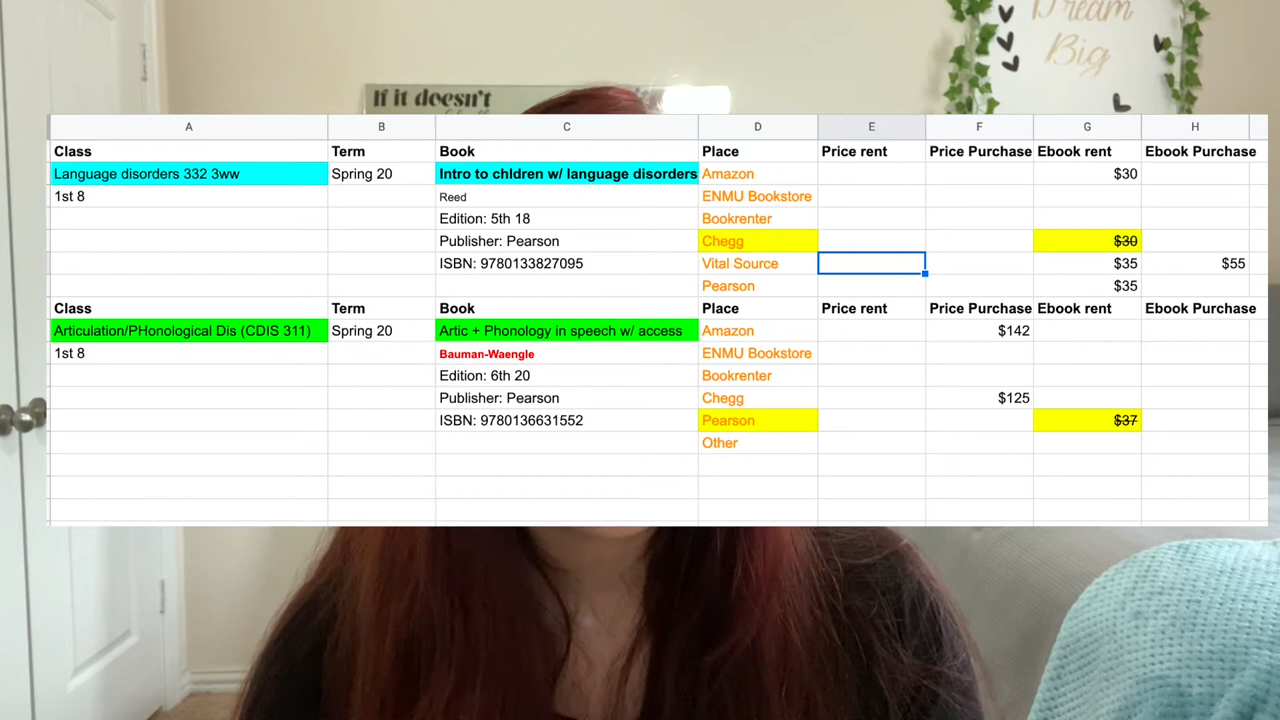 Dream
Big
If it doesn't
A B C D E F G H
Class Term Book Place Price rent Price Purchase Ebook rent Ebook Purchase
Language disorders 332 3ww Spring 20 Intro to chldren w/ language disorders Amazon $30
1st 8 Reed ENMU Bookstore
Edition: 5th 18 Bookrenter
Publisher: Pearson Chegg $30
ISBN: 9780133827095 Vital Source $35 $55
Pearson $35
Class Term Book Place Price rent Price Purchase Ebook rent Ebook Purchase
Articulation/PHonological Dis (CDIS 311) Spring 20 Artic + Phonology in speech w/ access Amazon $142
1st 8 Bauman-Waengle ENMU Bookstore
Edition: 6th 20 Bookrenter
Publisher: Pearson Chegg $125
ISBN: 9780136631552 Pearson $37
Other